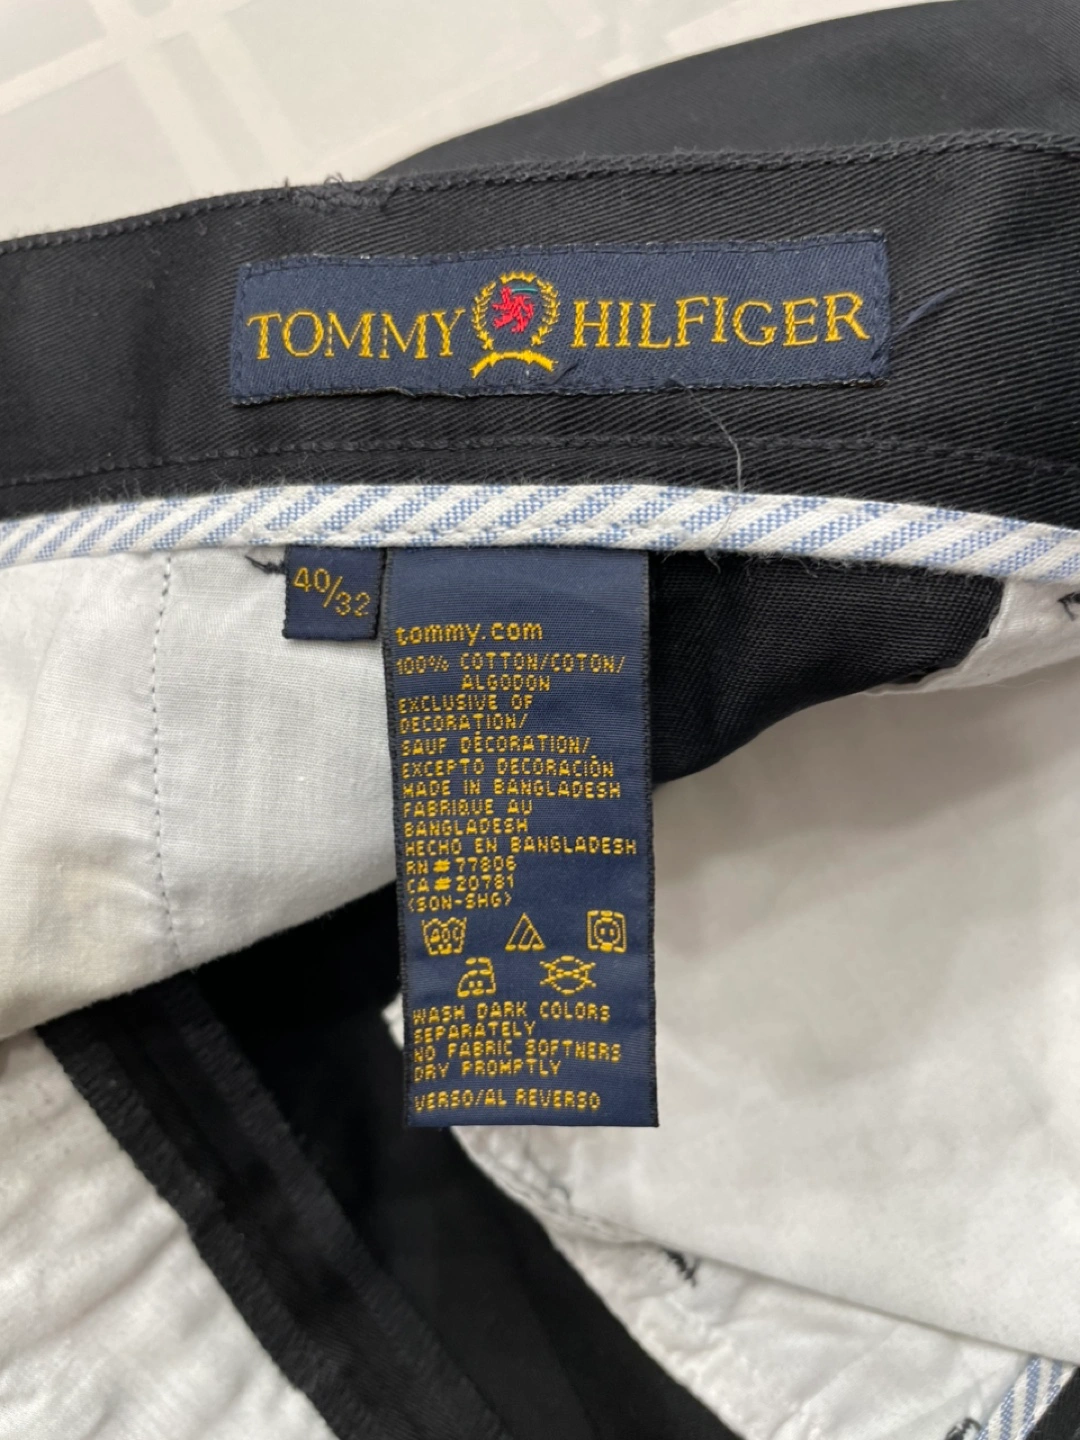 TOMMY HILFIGER
40/32
tommy.com
100% COTTON/COTON/
ALGODON
EXCLUSIVE OF
DECORATION/
SAUF DÉCORATION/
EXCEPTO DECORACIÓN
MADE IN BANGLADESH
FABRIQUE AU
BANGLADESH
HECHO EN BANGLADESH
RN#77806
CA#20781
(SON-SHG)
WASH DARK COLORS
SEPARATELY
NO FABRIC SOFTNERS
DRY PROMPTLY
VERSO/AL REVERSO